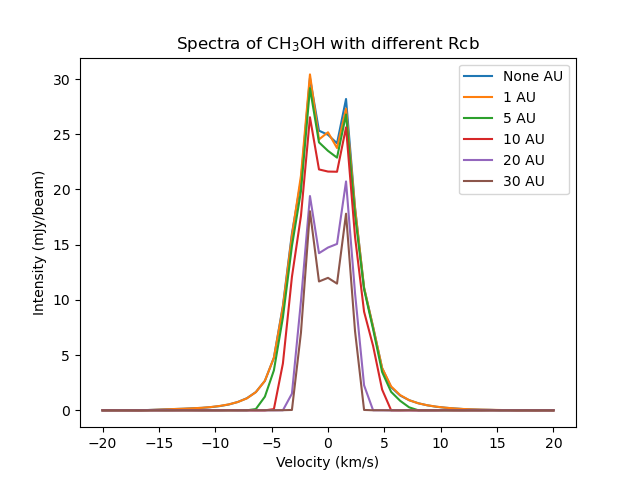 Spectra of CH₃OH with different Rcb
None AU
1 AU
5 AU
10 AU
20 AU
30 AU
Intensity (mJy/beam)
30
25
20
15
10
5
0
−20 −15 −10 −5 0 5 10 15 20
Velocity (km/s)